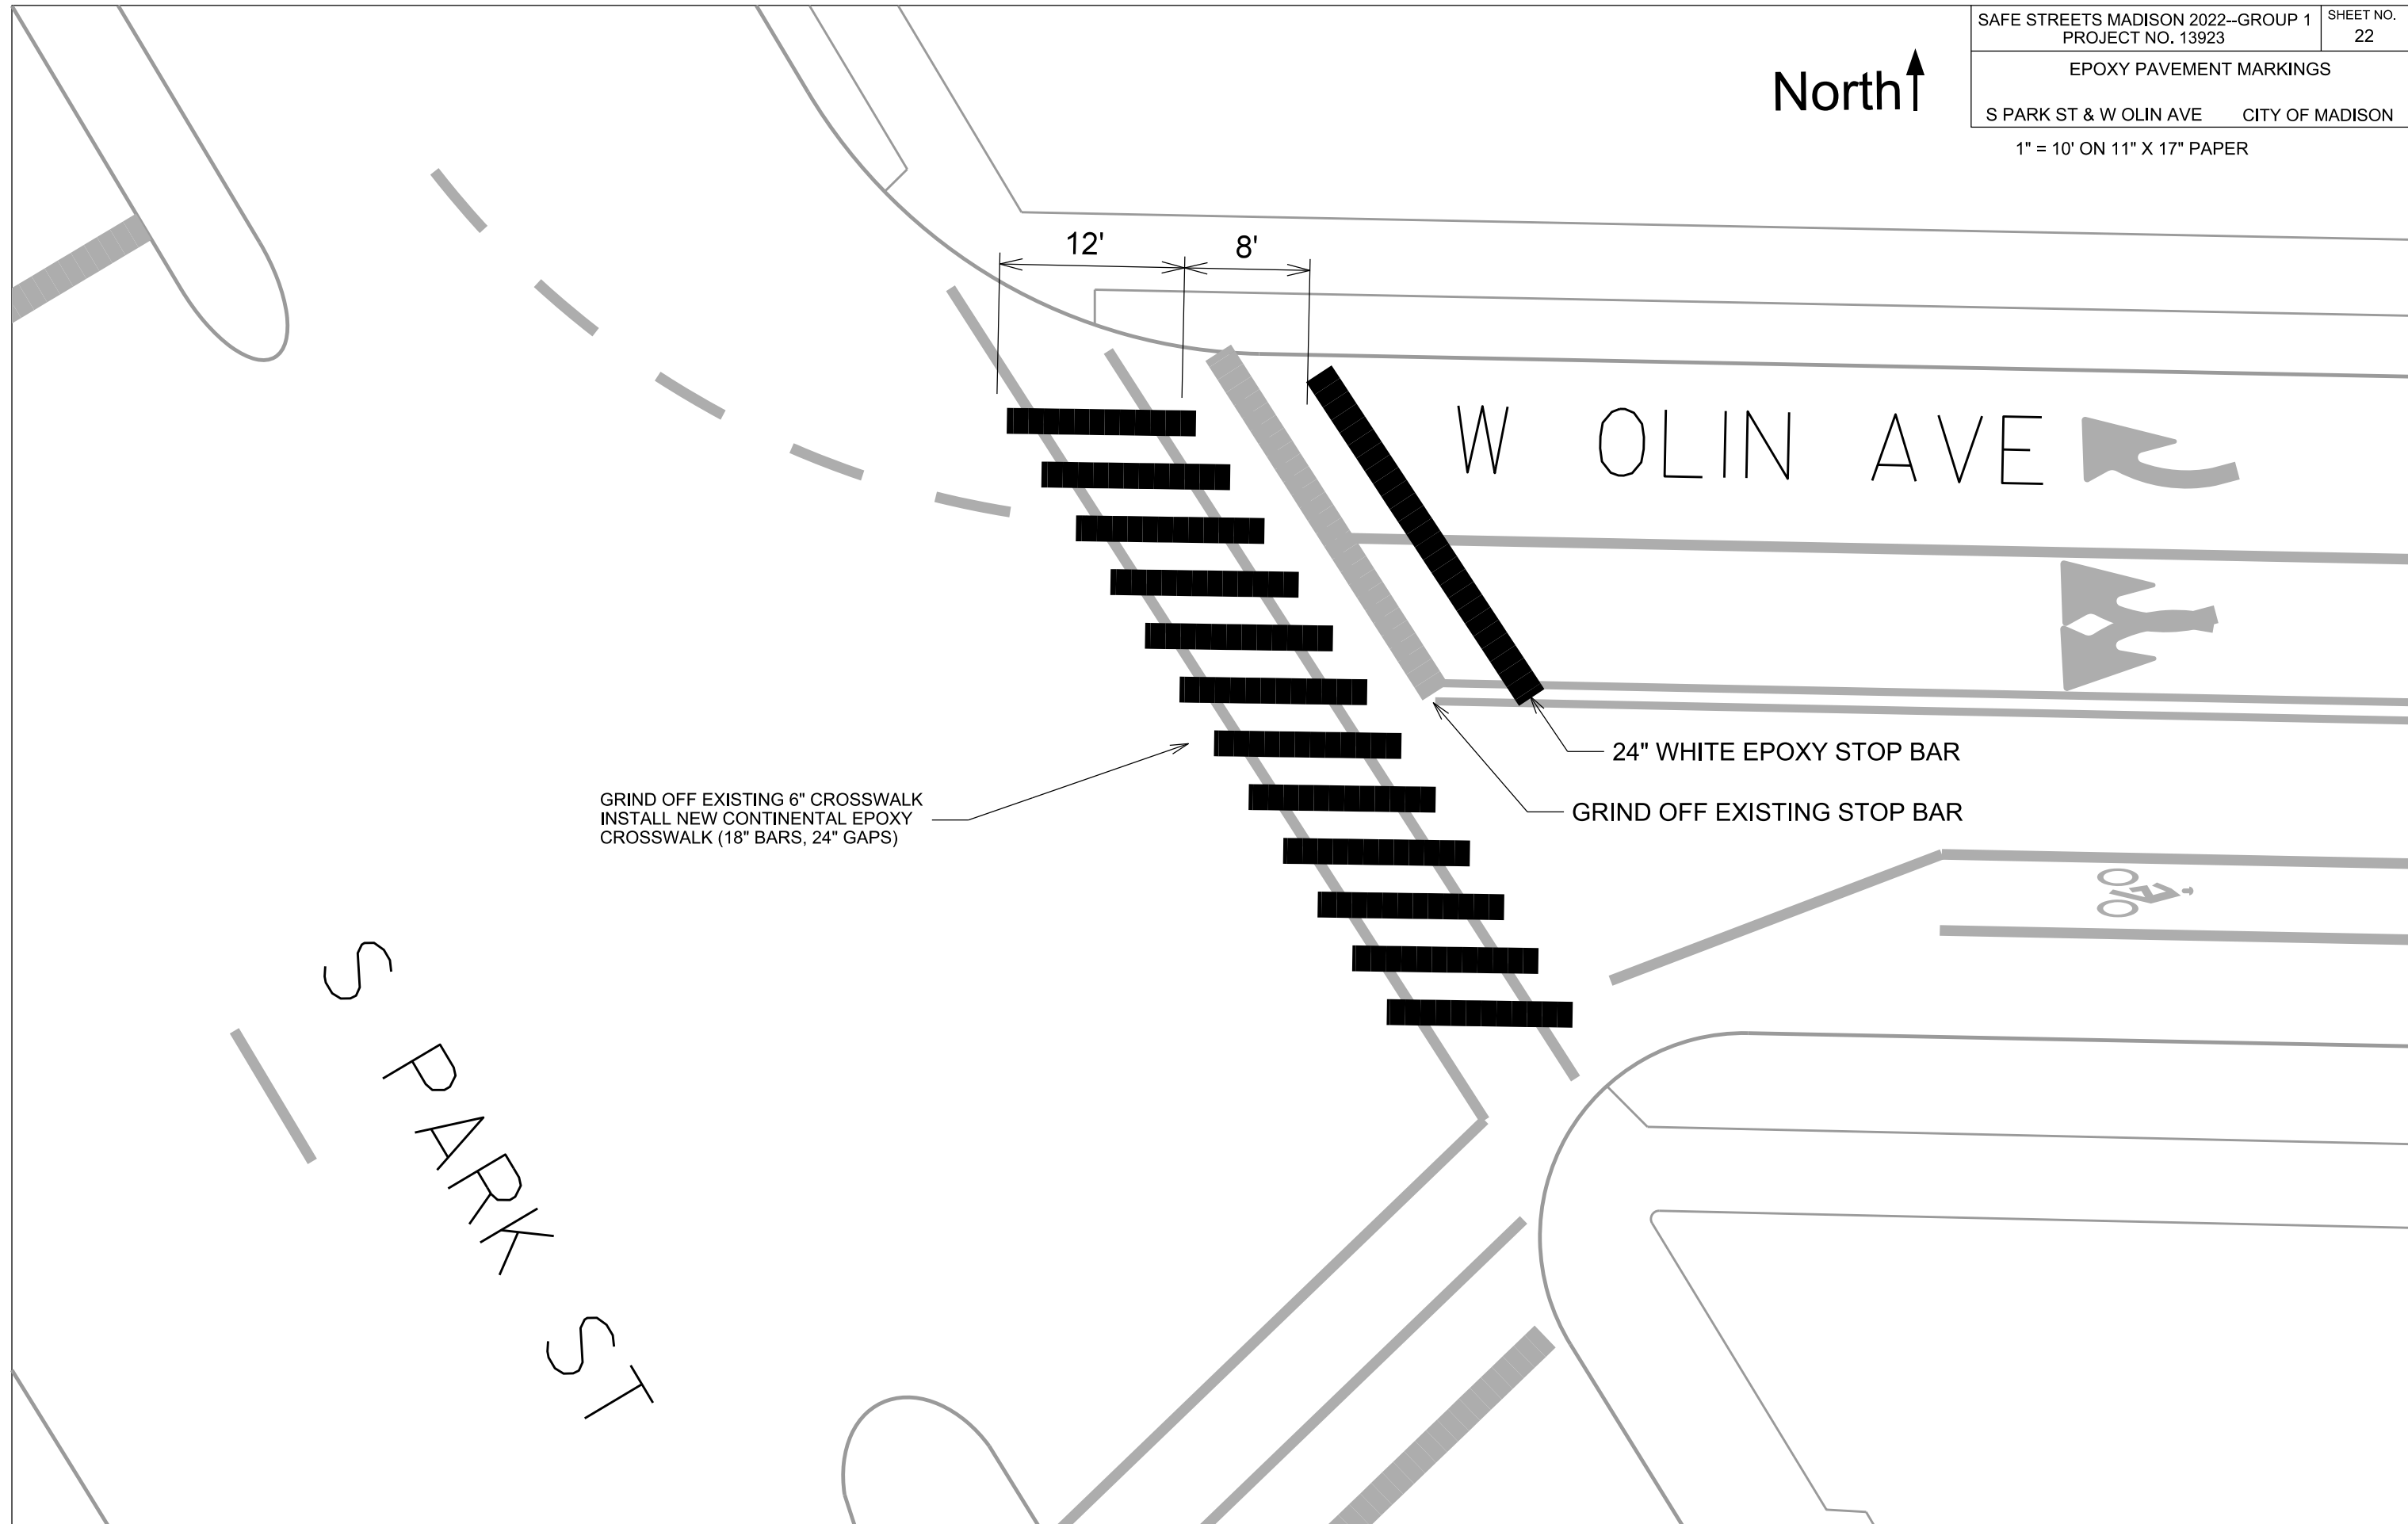 SAFE STREETS MADISON 2022--GROUP 1
PROJECT NO. 13923
SHEET NO.
22
EPOXY PAVEMENT MARKINGS
S PARK ST & W OLIN AVE CITY OF MADISON
1" = 10' ON 11" X 17" PAPER
North
12'
8'
W OLIN AVE
24" WHITE EPOXY STOP BAR
GRIND OFF EXISTING STOP BAR
GRIND OFF EXISTING 6" CROSSWALK
INSTALL NEW CONTINENTAL EPOXY
CROSSWALK (18" BARS, 24" GAPS)
S PARK ST